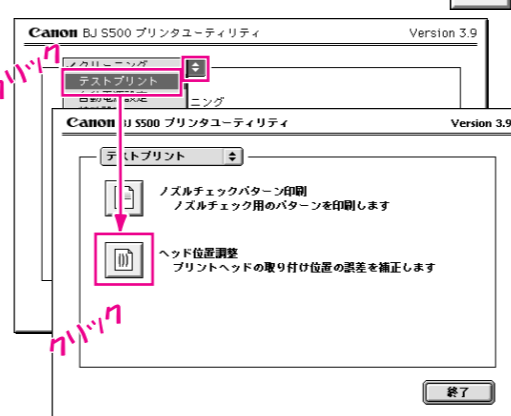 Canon BJ S500 プリンタユーティリティ Version 3.9
クリーニング
クリック
テストプリント
ニング
Canon BJ S500 プリンタユーティリティ Version 3.9
テストプリント
ノズルチェックパターン印刷
ノズルチェック用のパターンを印刷します
ヘッド位置調整
プリントヘッドの取り付け位置の誤差を補正します
クリック
終了